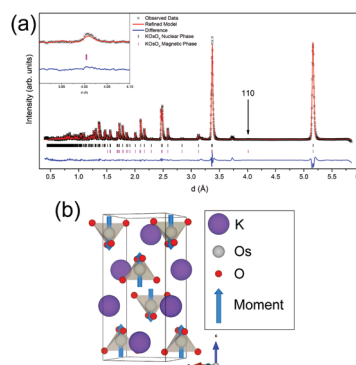 (a)
Observed Data
Refined Model
Difference
KOsO4 Nuclear Phase
KOsO4 Magnetic Phase
Intensity (arb. units)
110
d (Å)
0.5 1.0 1.5 2.0 2.5 3.0 3.5 4.0 4.5 5.0 5.5
d (Å)
(b)
K
Os
O
Moment
c